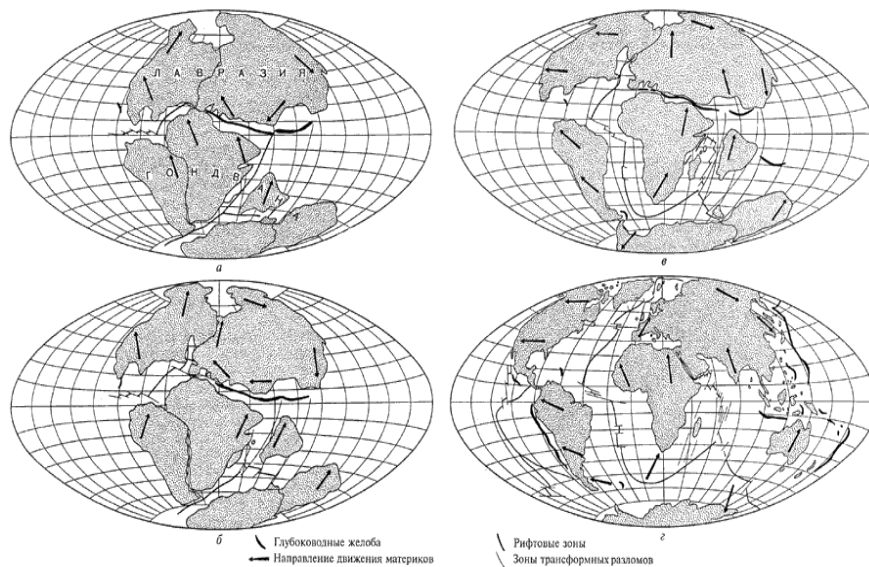 ЛАВРАЗИЯ
ГОНДВАНА
а
в
б
г
Глубоководные желоба
Направление движения материков
Рифтовые зоны
Зоны трансформных разломов